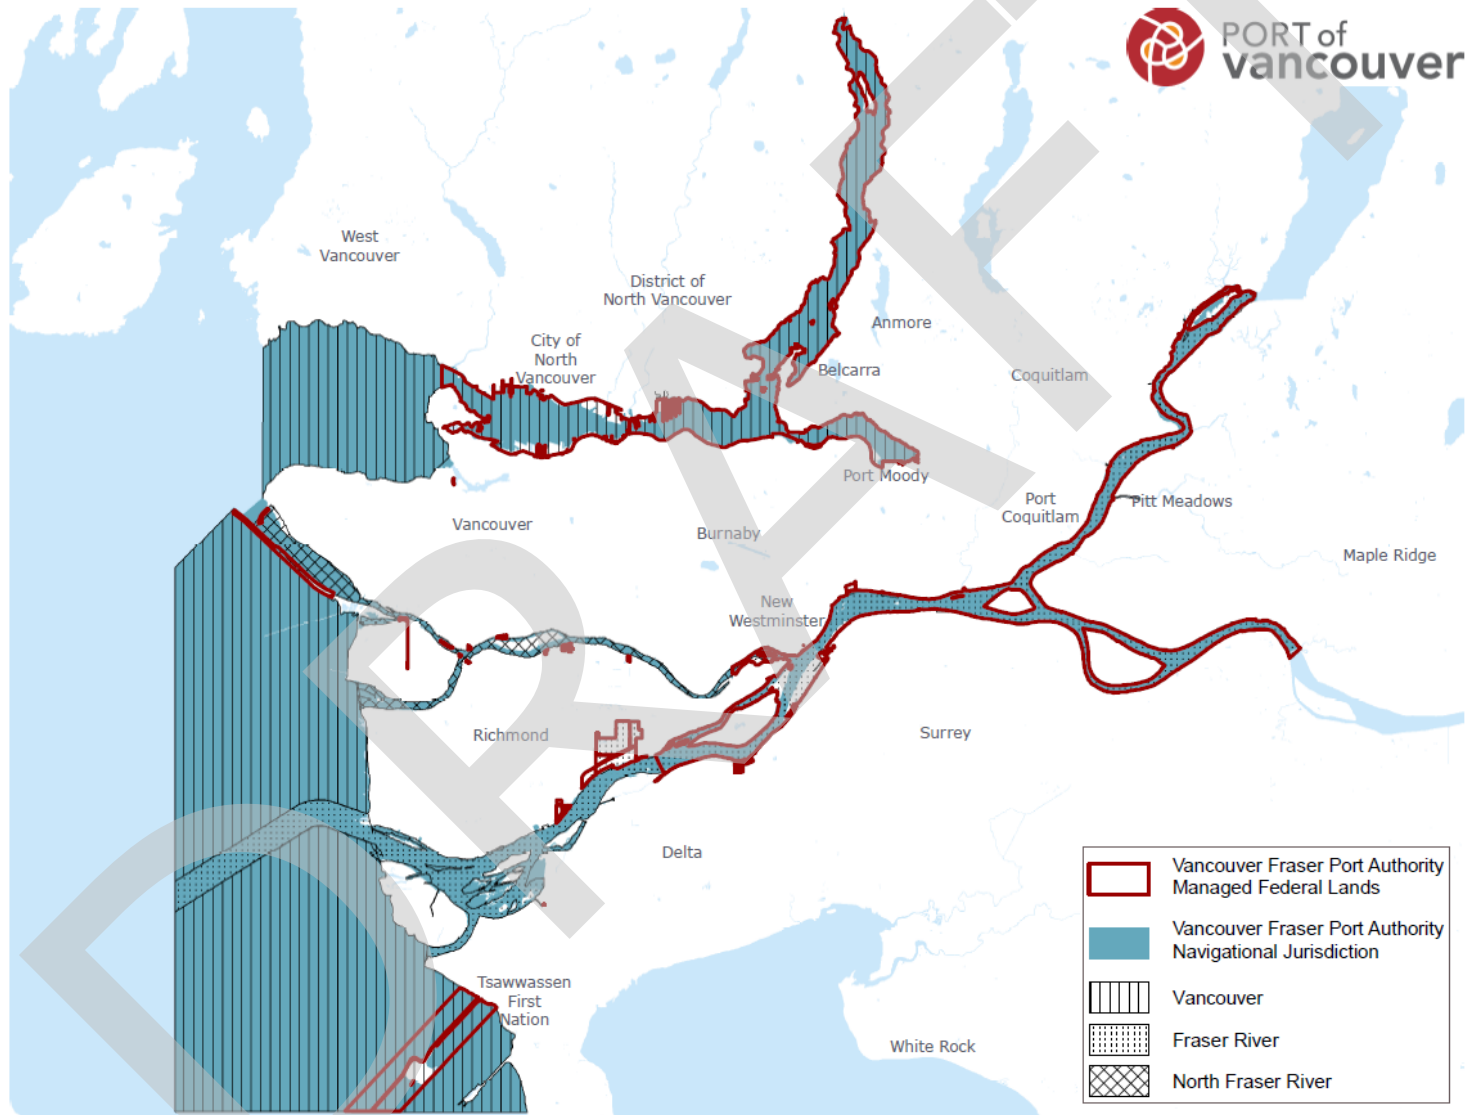 PORT of
vancouver
West
Vancouver
District of
North Vancouver
City of
North
Vancouver
Anmore
Belcarra
Coquitlam
Port Moody
Port
Coquitlam
Pitt Meadows
Vancouver
Burnaby
Maple Ridge
New
Westminster
Richmond
Surrey
Delta
Tsawwassen
First
Nation
White Rock
Vancouver Fraser Port Authority
Managed Federal Lands
Vancouver Fraser Port Authority
Navigational Jurisdiction
Vancouver
Fraser River
North Fraser River
DRAFT